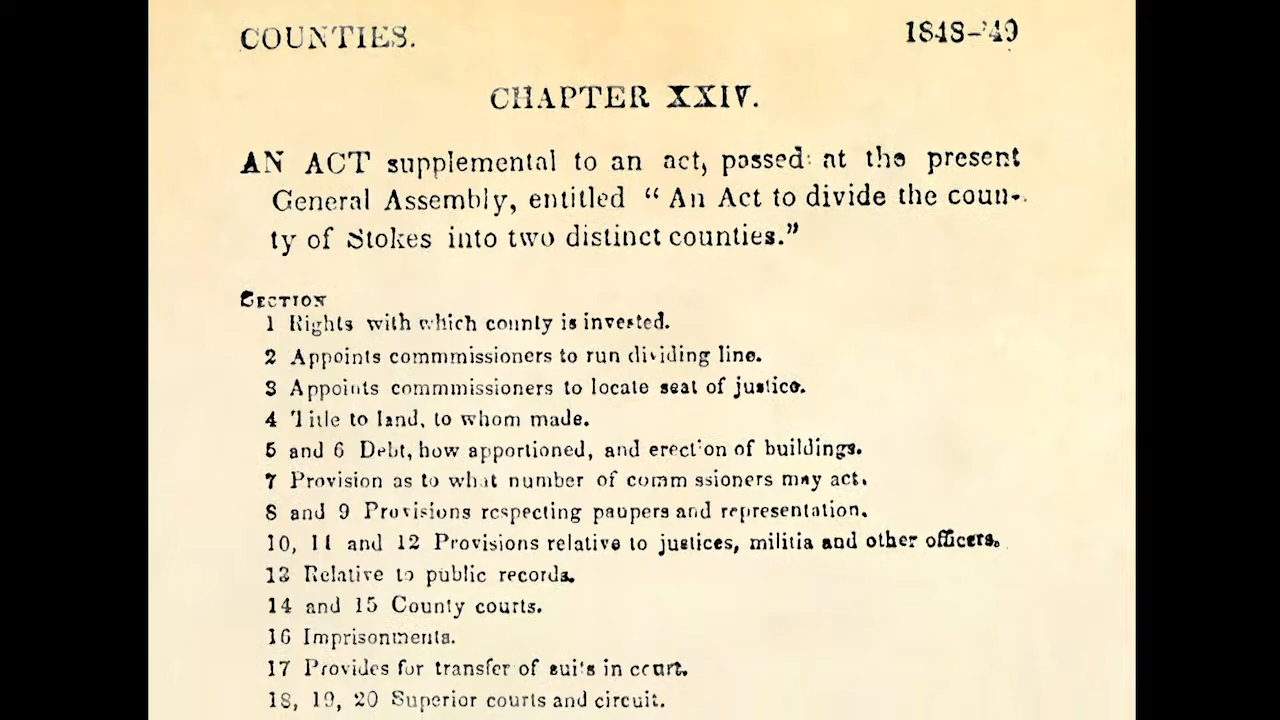 COUNTIES. 1848–'49
CHAPTER XXIV.
AN ACT supplemental to an act, passed at the present
General Assembly, entitled “ An Act to divide the coun-
ty of Stokes into two distinct counties.”
SECTION
1 Rights with which county is invested.
2 Appoints commmissioners to run dividing line.
3 Appoints commmissioners to locate seat of justice.
4 Title to land, to whom made.
5 and 6 Debt, how apportioned, and erection of buildings.
7 Provision as to what number of comm ssioners may act.
8 and 9 Provisions respecting paupers and representation.
10, 11 and 12 Provisions relative to justices, militia and other officers.
13 Relative to public records.
14 and 15 County courts.
16 Imprisonments.
17 Provides for transfer of suits in court.
18, 19, 20 Superior courts and circuit.